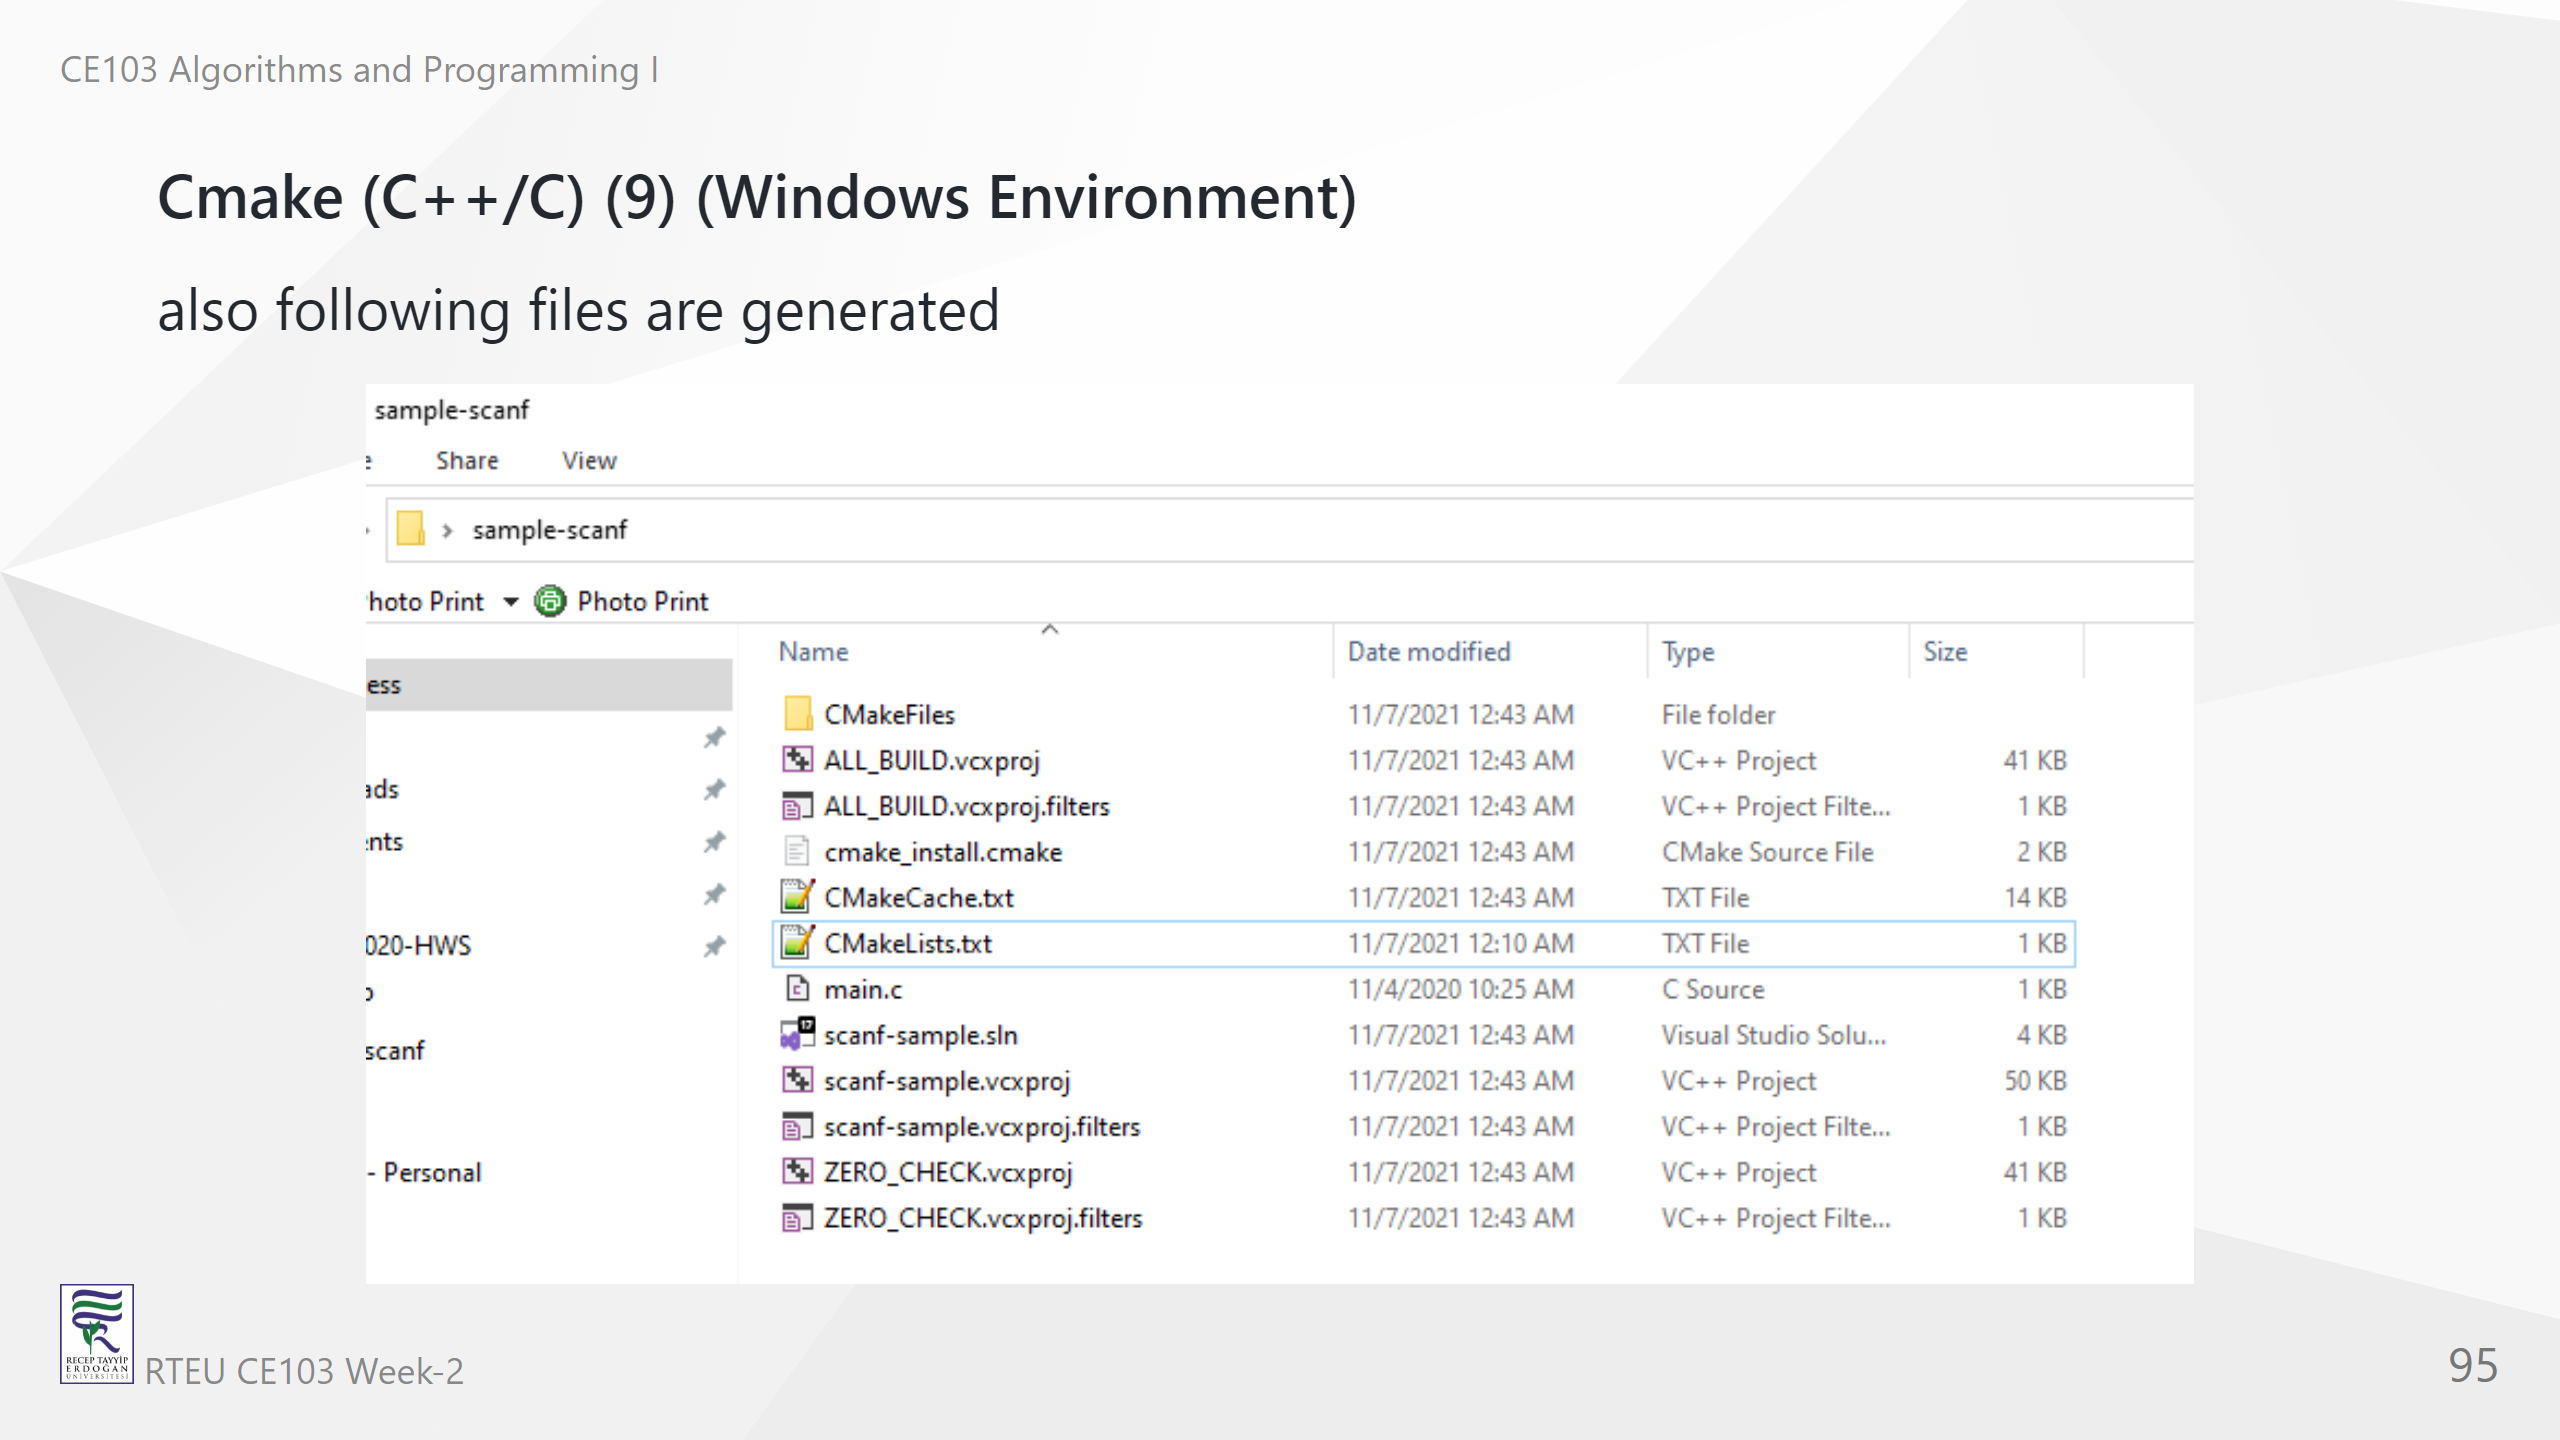 CE103 Algorithms and Programming I
Cmake (C++/C) (9) (Windows Environment)
also following files are generated
sample-scanf
e Share View
sample-scanf
hoto Print Photo Print
Name Date modified Type Size
ess
CMakeFiles 11/7/2021 12:43 AM File folder
ALL_BUILD.vcxproj 11/7/2021 12:43 AM VC++ Project 41 KB
ads
ALL_BUILD.vcxproj.filters 11/7/2021 12:43 AM VC++ Project Filte... 1 KB
ents
cmake_install.cmake 11/7/2021 12:43 AM CMake Source File 2 KB
CMakeCache.txt 11/7/2021 12:43 AM TXT File 14 KB
020-HWS
CMakeLists.txt 11/7/2021 12:10 AM TXT File 1 KB
main.c 11/4/2020 10:25 AM C Source 1 KB
scanf
scanf-sample.sln 11/7/2021 12:43 AM Visual Studio Solu... 4 KB
scanf-sample.vcxproj 11/7/2021 12:43 AM VC++ Project 50 KB
scanf-sample.vcxproj.filters 11/7/2021 12:43 AM VC++ Project Filte... 1 KB
- Personal
ZERO_CHECK.vcxproj 11/7/2021 12:43 AM VC++ Project 41 KB
ZERO_CHECK.vcxproj.filters 11/7/2021 12:43 AM VC++ Project Filte... 1 KB
RECEP TAYYİP
ERDOĞAN
ÜNİVERSİTESİ
RTEU CE103 Week-2
95